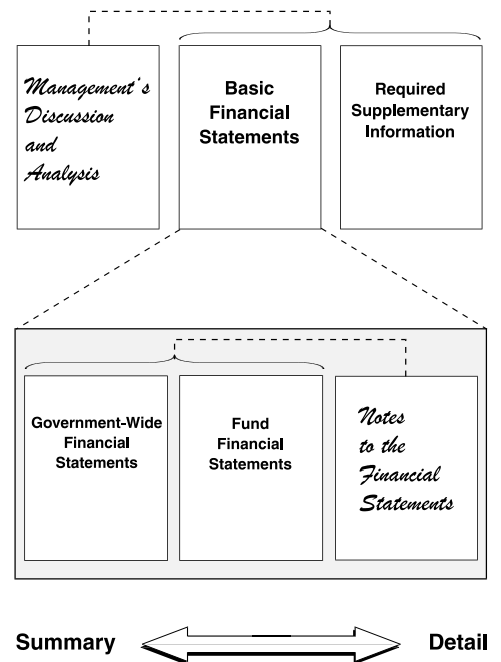 Management's
Discussion
and
Analysis
Basic
Financial
Statements
Required
Supplementary
Information
Government-Wide
Financial
Statements
Fund
Financial
Statements
Notes
to the
Financial
Statements
Summary
Detail